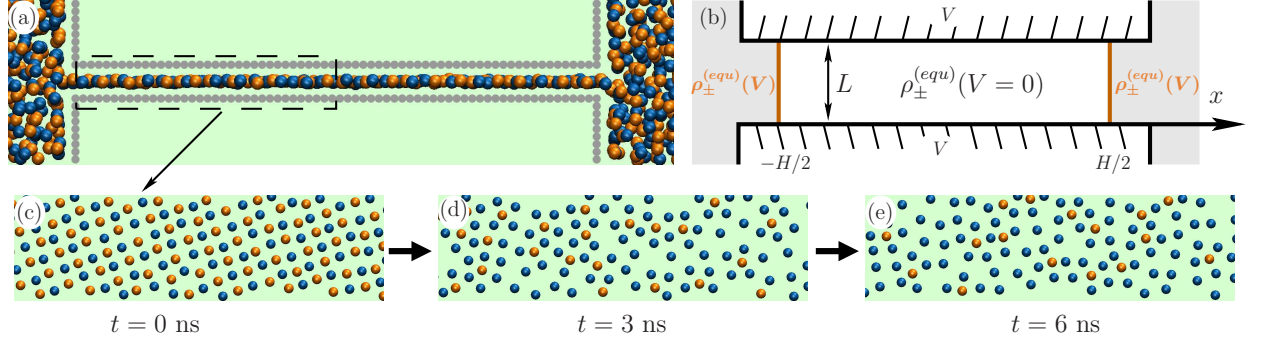 (a)
(b)
V
ρ±^(equ)(V)
L
ρ±^(equ)(V = 0)
ρ±^(equ)(V)
x
V
−H/2
H/2
(c)
(d)
(e)
t = 0 ns
t = 3 ns
t = 6 ns